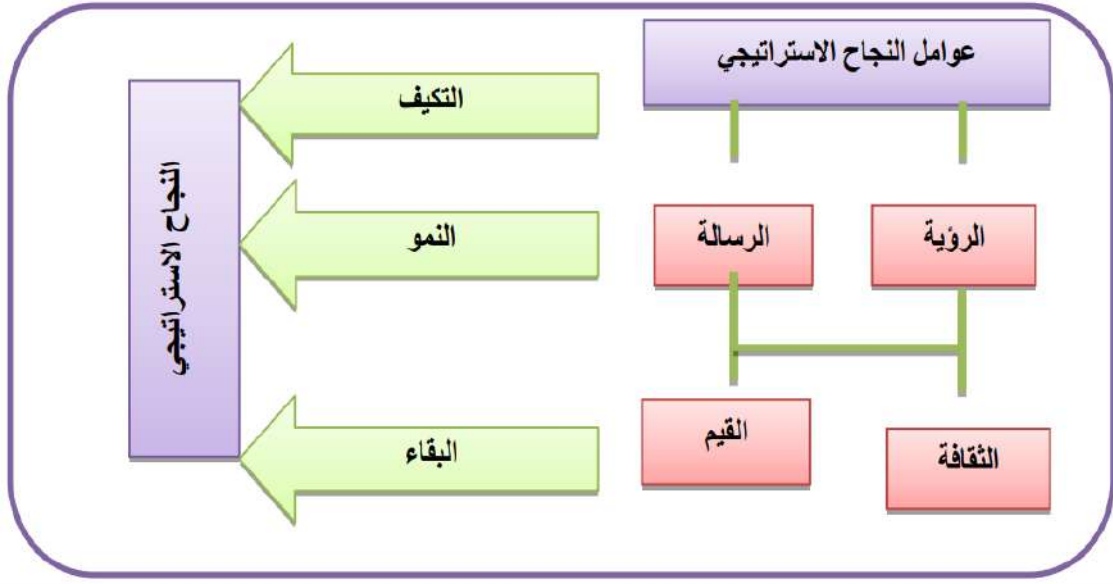 عوامل النجاح الاستراتيجي
الرؤية
الرسالة
الثقافة
القيم
التكيف
النمو
البقاء
النجاح الاستراتيجي